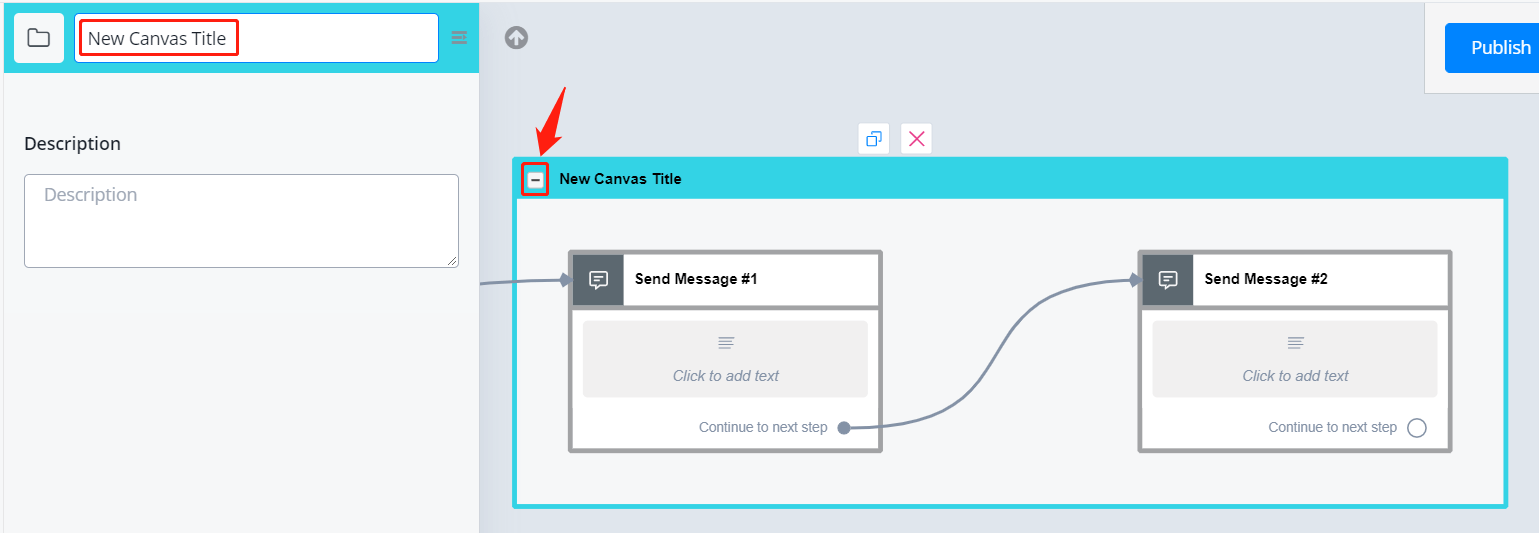 New Canvas Title
Publish
Description
Description
New Canvas Title
Send Message #1
Click to add text
Continue to next step
Send Message #2
Click to add text
Continue to next step